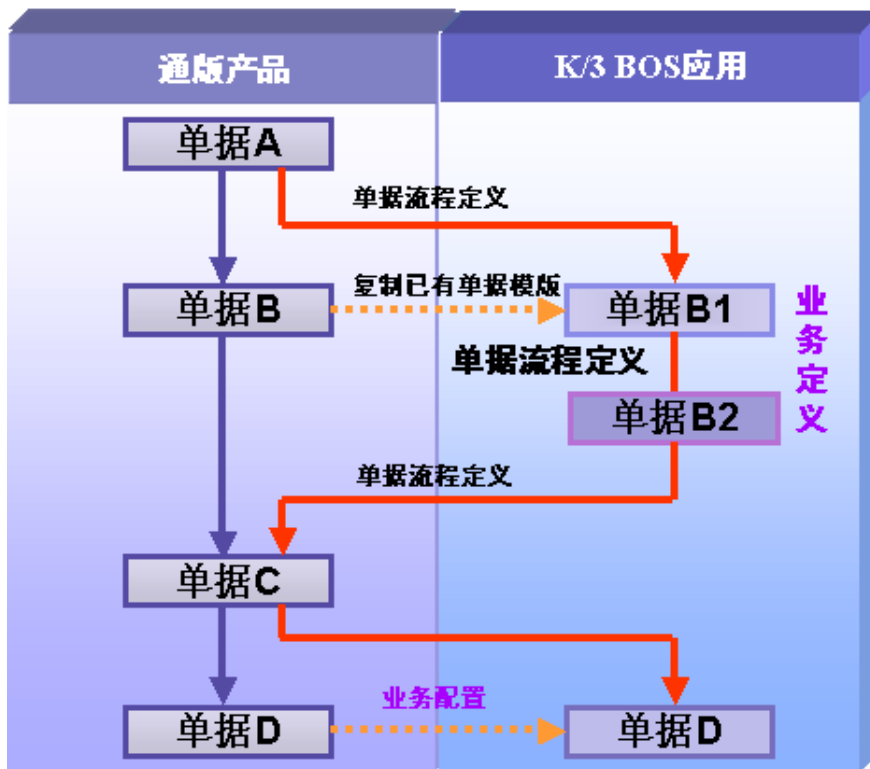 通版产品
K/3 BOS应用
单据A
单据流程定义
单据B
复制已有单据模版
单据B1
业务定义
单据流程定义
单据B2
单据流程定义
单据C
业务配置
单据D
单据D